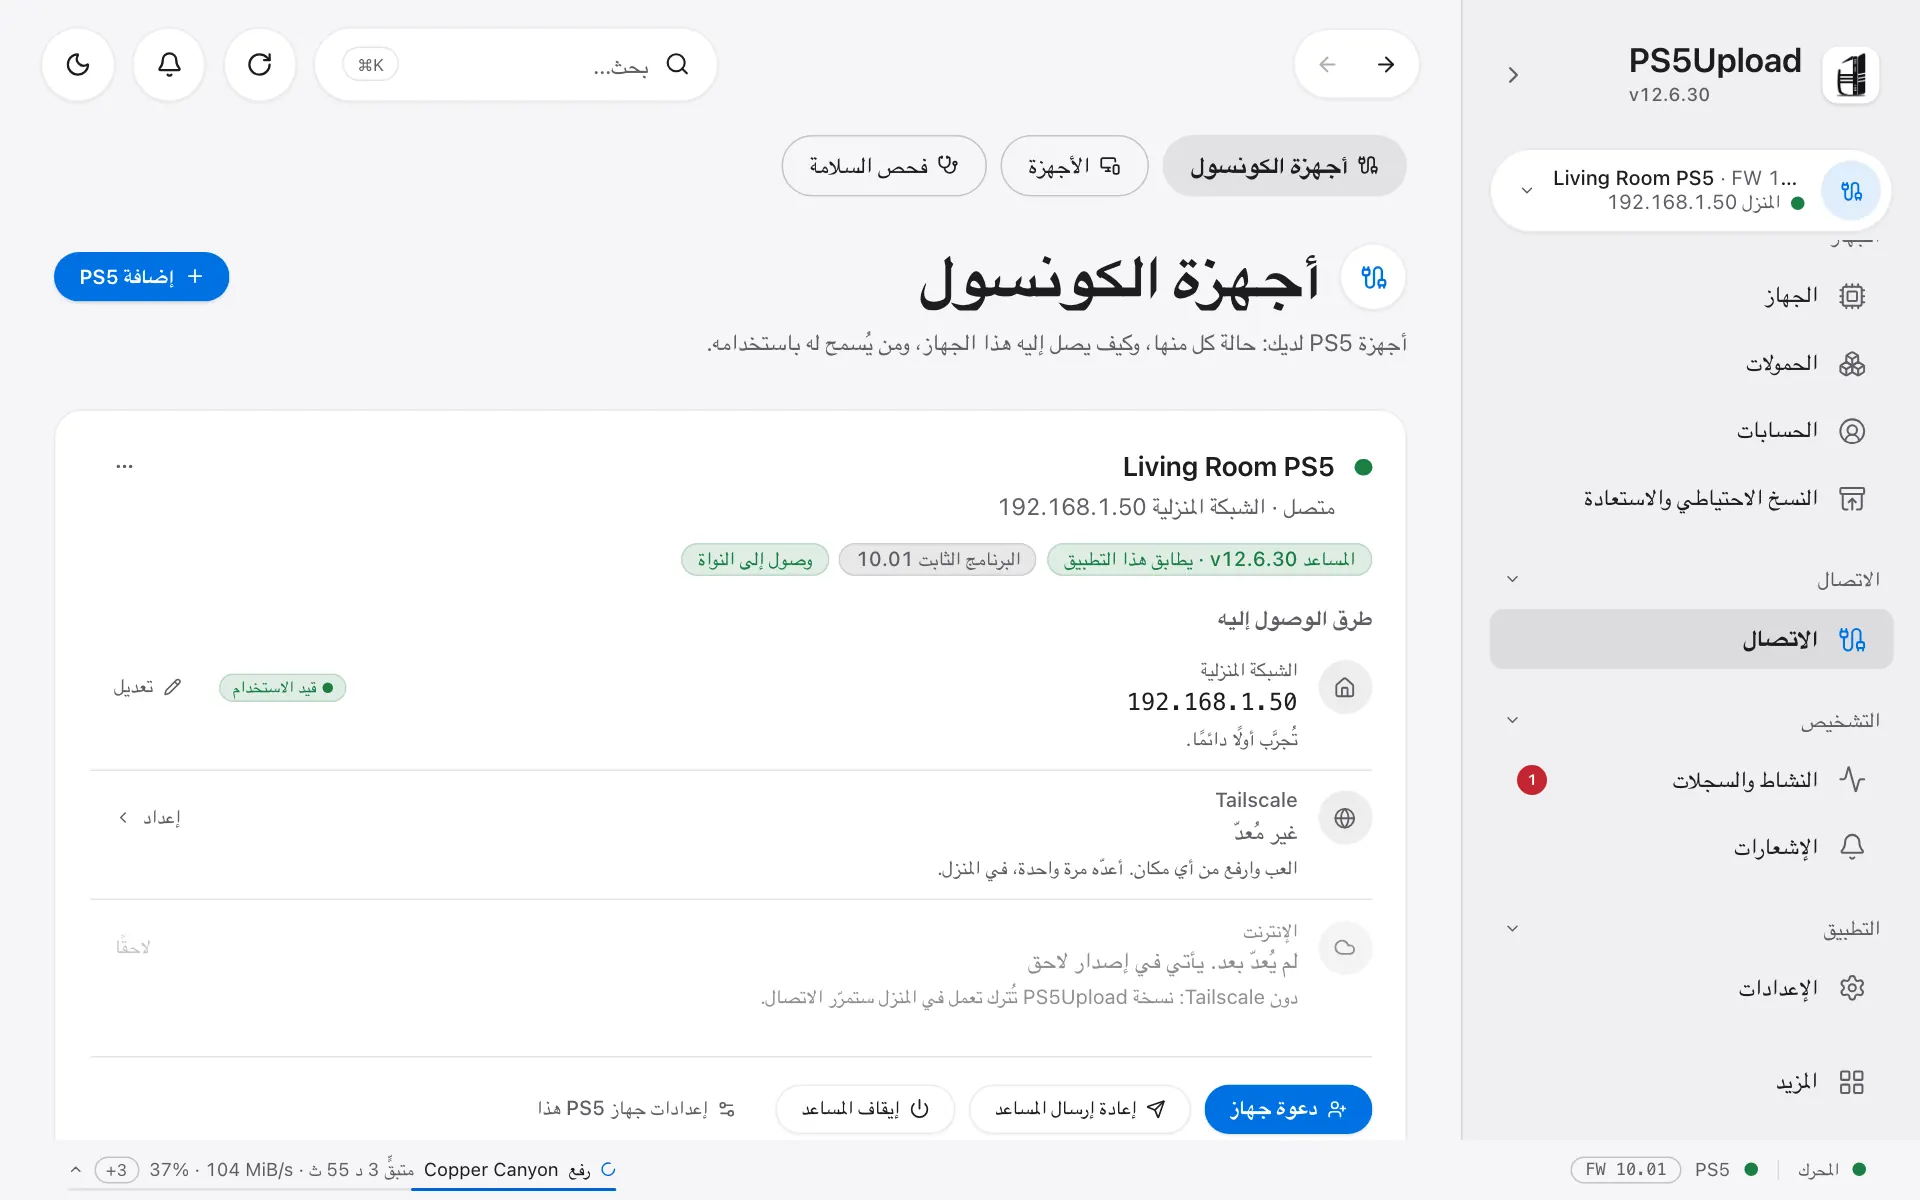 PS5Upload
v12.6.30
Living Room PS5 · FW 1...
المنزل 192.168.1.50
الجهاز
الحمولات
الحسابات
النسخ الاحتياطي والاستعادة
الاتصال
الاتصال
التشخيص
النشاط والسجلات
1
الإشعارات
التطبيق
الإعدادات
المزيد
بحث...
⌘K
أجهزة الكونسول
الأجهزة
فحص السلامة
أجهزة الكونسول
إضافة PS5
أجهزة PS5 لديك: حالة كل منها، وكيف يصل إليه هذا الجهاز، ومن يُسمح له باستخدامه.
Living Room PS5
...
متصل · الشبكة المنزلية 192.168.1.50
المساعد v12.6.30 · يطابق هذا التطبيق
البرنامج الثابت 10.01
وصول إلى النواة
طرق الوصول إليه
الشبكة المنزلية
192.168.1.50
تُجرَّب أولًا دائمًا.
قيد الاستخدام
تعديل
Tailscale
غير مُعدّ
العب وارفع من أي مكان. أعدّه مرة واحدة، في المنزل.
إعداد
الإنترنت
لم يُعدّ بعد. يأتي في إصدار لاحق
دون Tailscale: نسخة PS5Upload تُترك تعمل في المنزل ستمرّر الاتصال.
لاحقًا
دعوة جهاز
إعادة إرسال المساعد
إيقاف المساعد
إعدادات جهاز PS5 هذا
المحرك
PS5
FW 10.01
رفع Copper Canyon
37% · 104 MiB/s · متبقٍّ 3 د 55 ث
+3